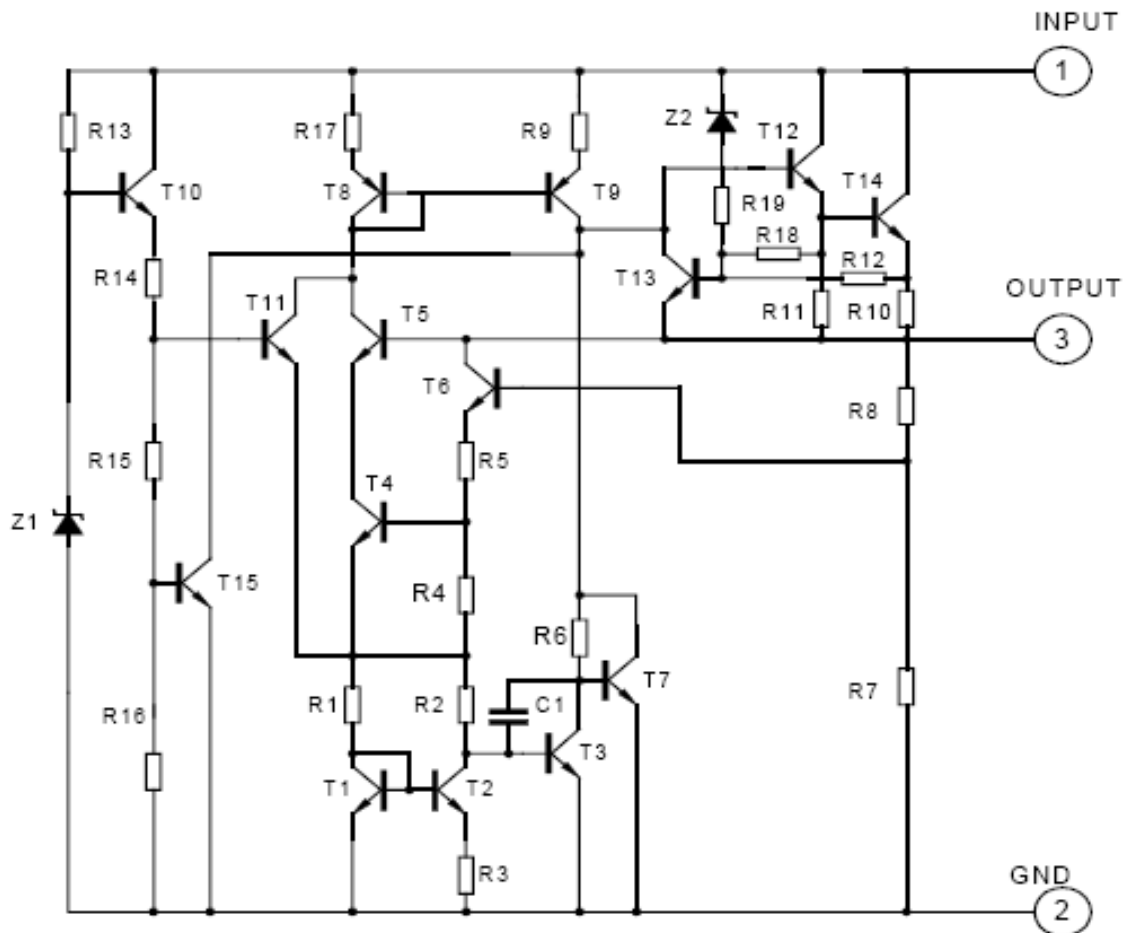 INPUT
1
R13
R17
R9
Z2
T12
T10
T8
T9
T14
R19
R18
R12
R14
T13
T11
T5
R11
R10
OUTPUT
3
T6
R8
R15
R5
T4
Z1
T15
R4
R6
T7
R1
R2
C1
R7
R16
T3
T1
T2
R3
GND
2